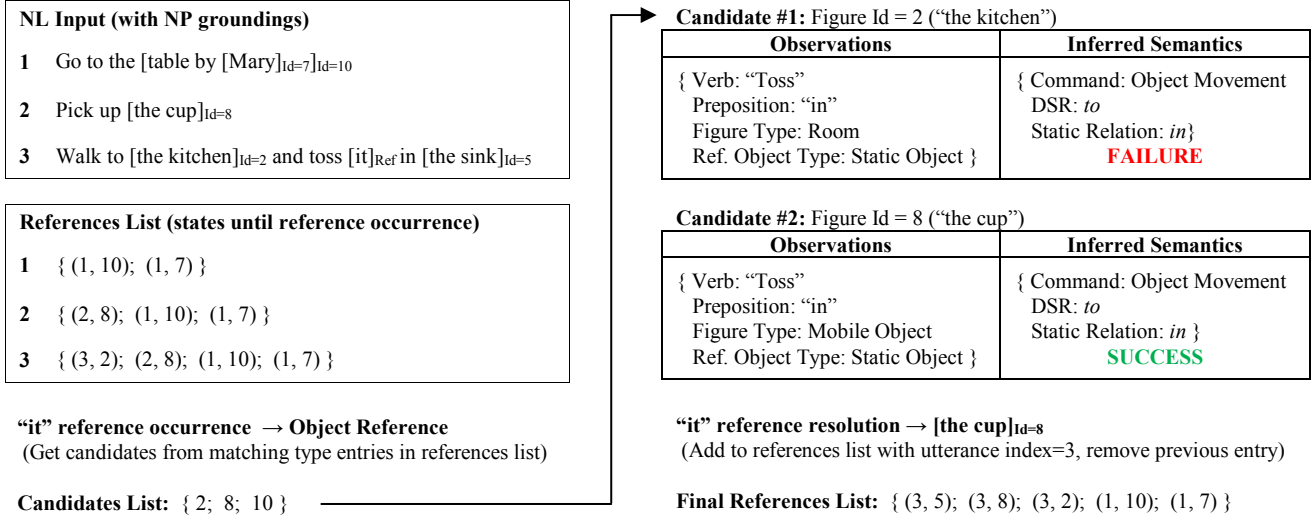 NL Input (with NP groundings)
1 Go to the [table by [Mary]Id=7]Id=10
2 Pick up [the cup]Id=8
3 Walk to [the kitchen]Id=2 and toss [it]Ref in [the sink]Id=5
References List (states until reference occurrence)
1 { (1, 10); (1, 7) }
2 { (2, 8); (1, 10); (1, 7) }
3 { (3, 2); (2, 8); (1, 10); (1, 7) }
“it” reference occurrence → Object Reference
(Get candidates from matching type entries in references list)
Candidates List: { 2; 8; 10 }
Candidate #1: Figure Id = 2 (“the kitchen”)
Observations
{ Verb: “Toss”
Preposition: “in”
Figure Type: Room
Ref. Object Type: Static Object }
Inferred Semantics
{ Command: Object Movement
DSR: to
Static Relation: in}
FAILURE
Candidate #2: Figure Id = 8 (“the cup”)
Observations
{ Verb: “Toss”
Preposition: “in”
Figure Type: Mobile Object
Ref. Object Type: Static Object }
Inferred Semantics
{ Command: Object Movement
DSR: to
Static Relation: in }
SUCCESS
“it” reference resolution → [the cup]Id=8
(Add to references list with utterance index=3, remove previous entry)
Final References List: { (3, 5); (3, 8); (3, 2); (1, 10); (1, 7) }